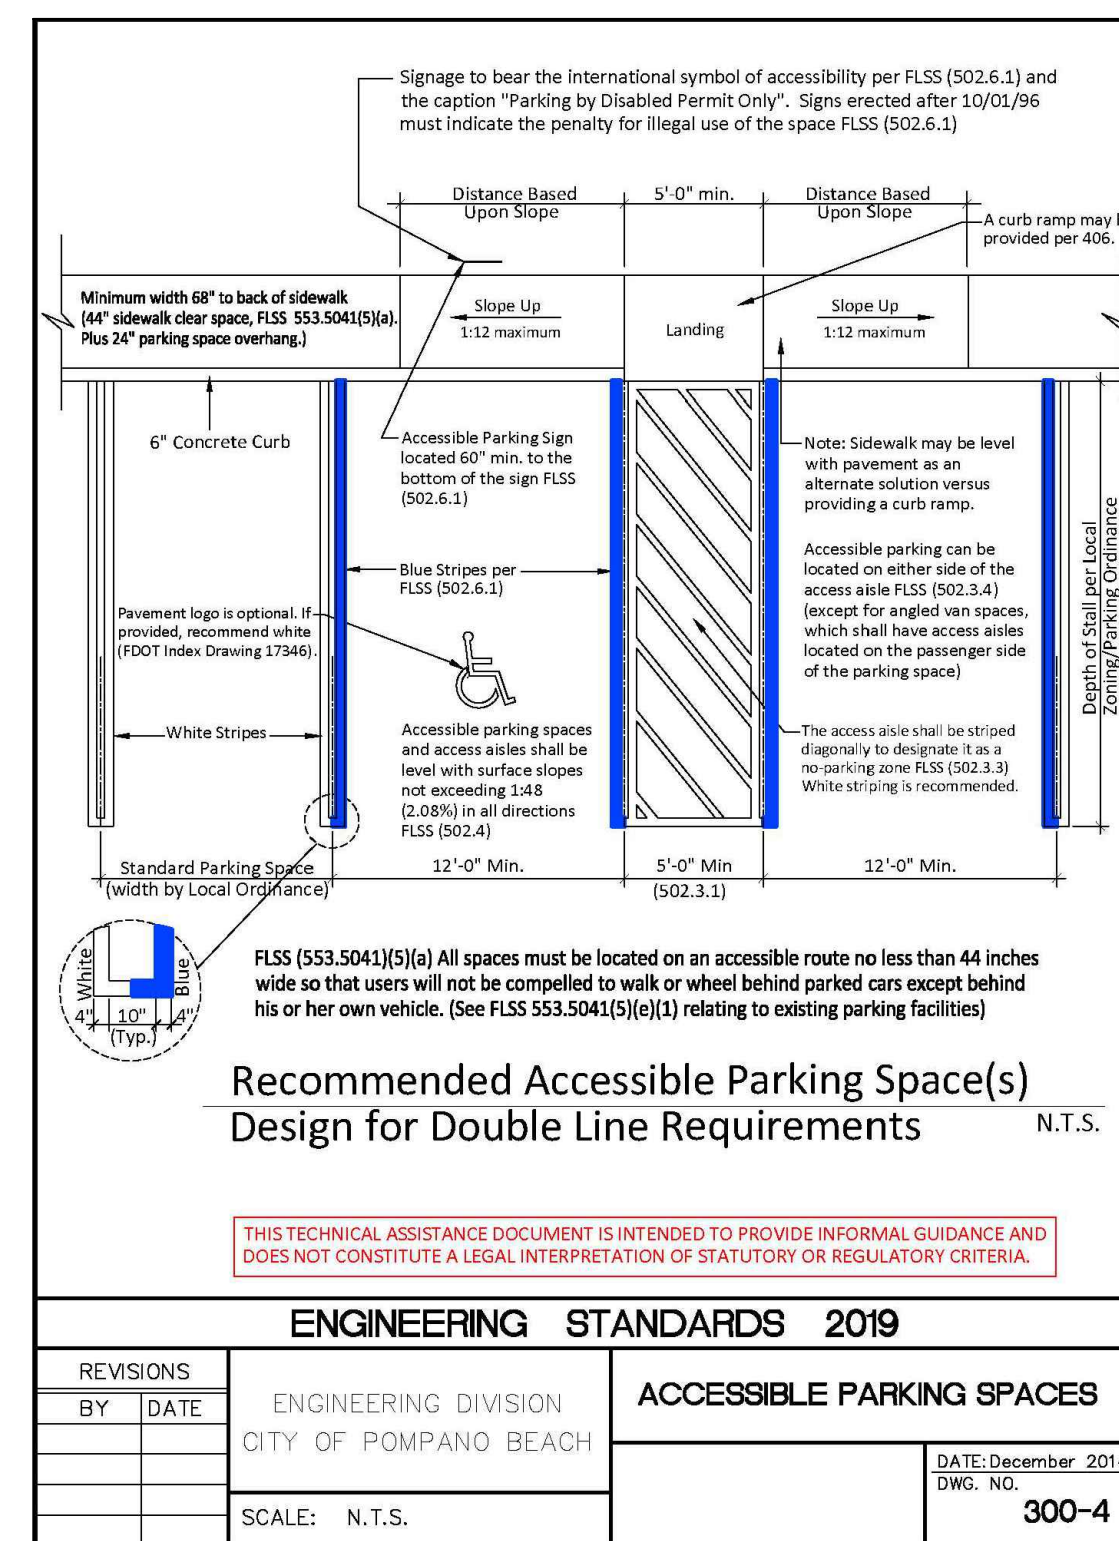 Signage to bear the international symbol of accessibility per FLSS (502.6.1) and
the caption "Parking by Disabled Permit Only".  Signs erected after 10/01/96
must indicate the penalty for illegal use of the space FLSS (502.6.1)
Distance Based
Upon Slope
5'-0" min.
Distance Based
Upon Slope
A curb ramp may
provided per 406.
Minimum width 68" to back of sidewalk
(44" sidewalk clear space, FLSS 553.5041(5)(a).
Plus 24" parking space overhang.)
Slope Up
1:12 maximum
Landing
Slope Up
1:12 maximum
6" Concrete Curb
Accessible Parking Sign
located 60" min. to the
bottom of the sign FLSS
(502.6.1)
Note: Sidewalk may be level
with pavement as an
alternate solution versus
providing a curb ramp.
Blue Stripes per
FLSS (502.6.1)
Accessible parking can be
located on either side of the
access aisle FLSS (502.3.4)
(except for angled van spaces,
which shall have access aisles
located on the passenger side
of the parking space)
Depth of Stall per Local
Zoning/Parking Ordinance
Pavement logo is optional. If
provided, recommend white
(FDOT Index Drawing 17346).
White Stripes
Accessible parking spaces
and access aisles shall be
level with surface slopes
not exceeding 1:48
(2.08%) in all directions
FLSS (502.4)
The access aisle shall be striped
diagonally to designate it as a
no-parking zone FLSS (502.3.3)
White striping is recommended.
Standard Parking Space
(width by Local Ordinance)
12'-0" Min.
5'-0" Min
(502.3.1)
12'-0" Min.
White
Blue
4"
10"
(Typ.)
4"
FLSS (553.5041)(5)(a) All spaces must be located on an accessible route no less than 44 inches
wide so that users will not be compelled to walk or wheel behind parked cars except behind
his or her own vehicle. (See FLSS 553.5041(5)(e)(1) relating to existing parking facilities)
Recommended Accessible Parking Space(s)
Design for Double Line Requirements
N.T.S.
THIS TECHNICAL ASSISTANCE DOCUMENT IS INTENDED TO PROVIDE INFORMAL GUIDANCE AND
DOES NOT CONSTITUTE A LEGAL INTERPRETATION OF STATUTORY OR REGULATORY CRITERIA.
ENGINEERING STANDARDS 2019
REVISIONS
BY DATE
ENGINEERING DIVISION
CITY OF POMPANO BEACH
SCALE: N.T.S.
ACCESSIBLE PARKING SPACES
DATE: December 201
DWG. NO.
300-4